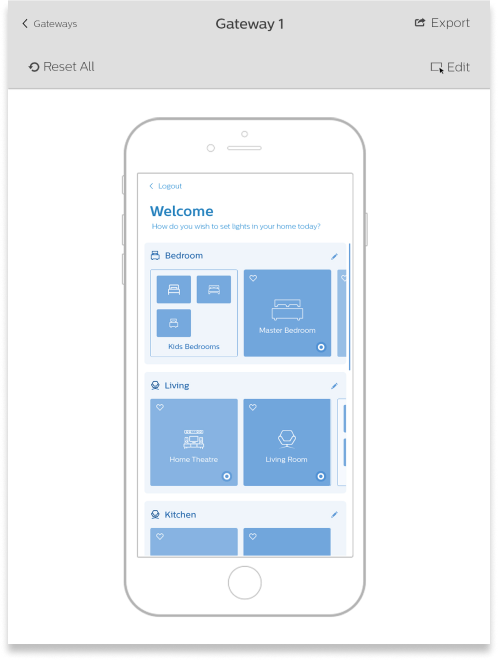 Gateways
Gateway 1
Export
Reset All
Edit
Logout
Welcome
How do you wish to set lights in your home today?
Bedroom
Kids Bedrooms
Master Bedroom
Living
Home Theatre
Living Room
Kitchen